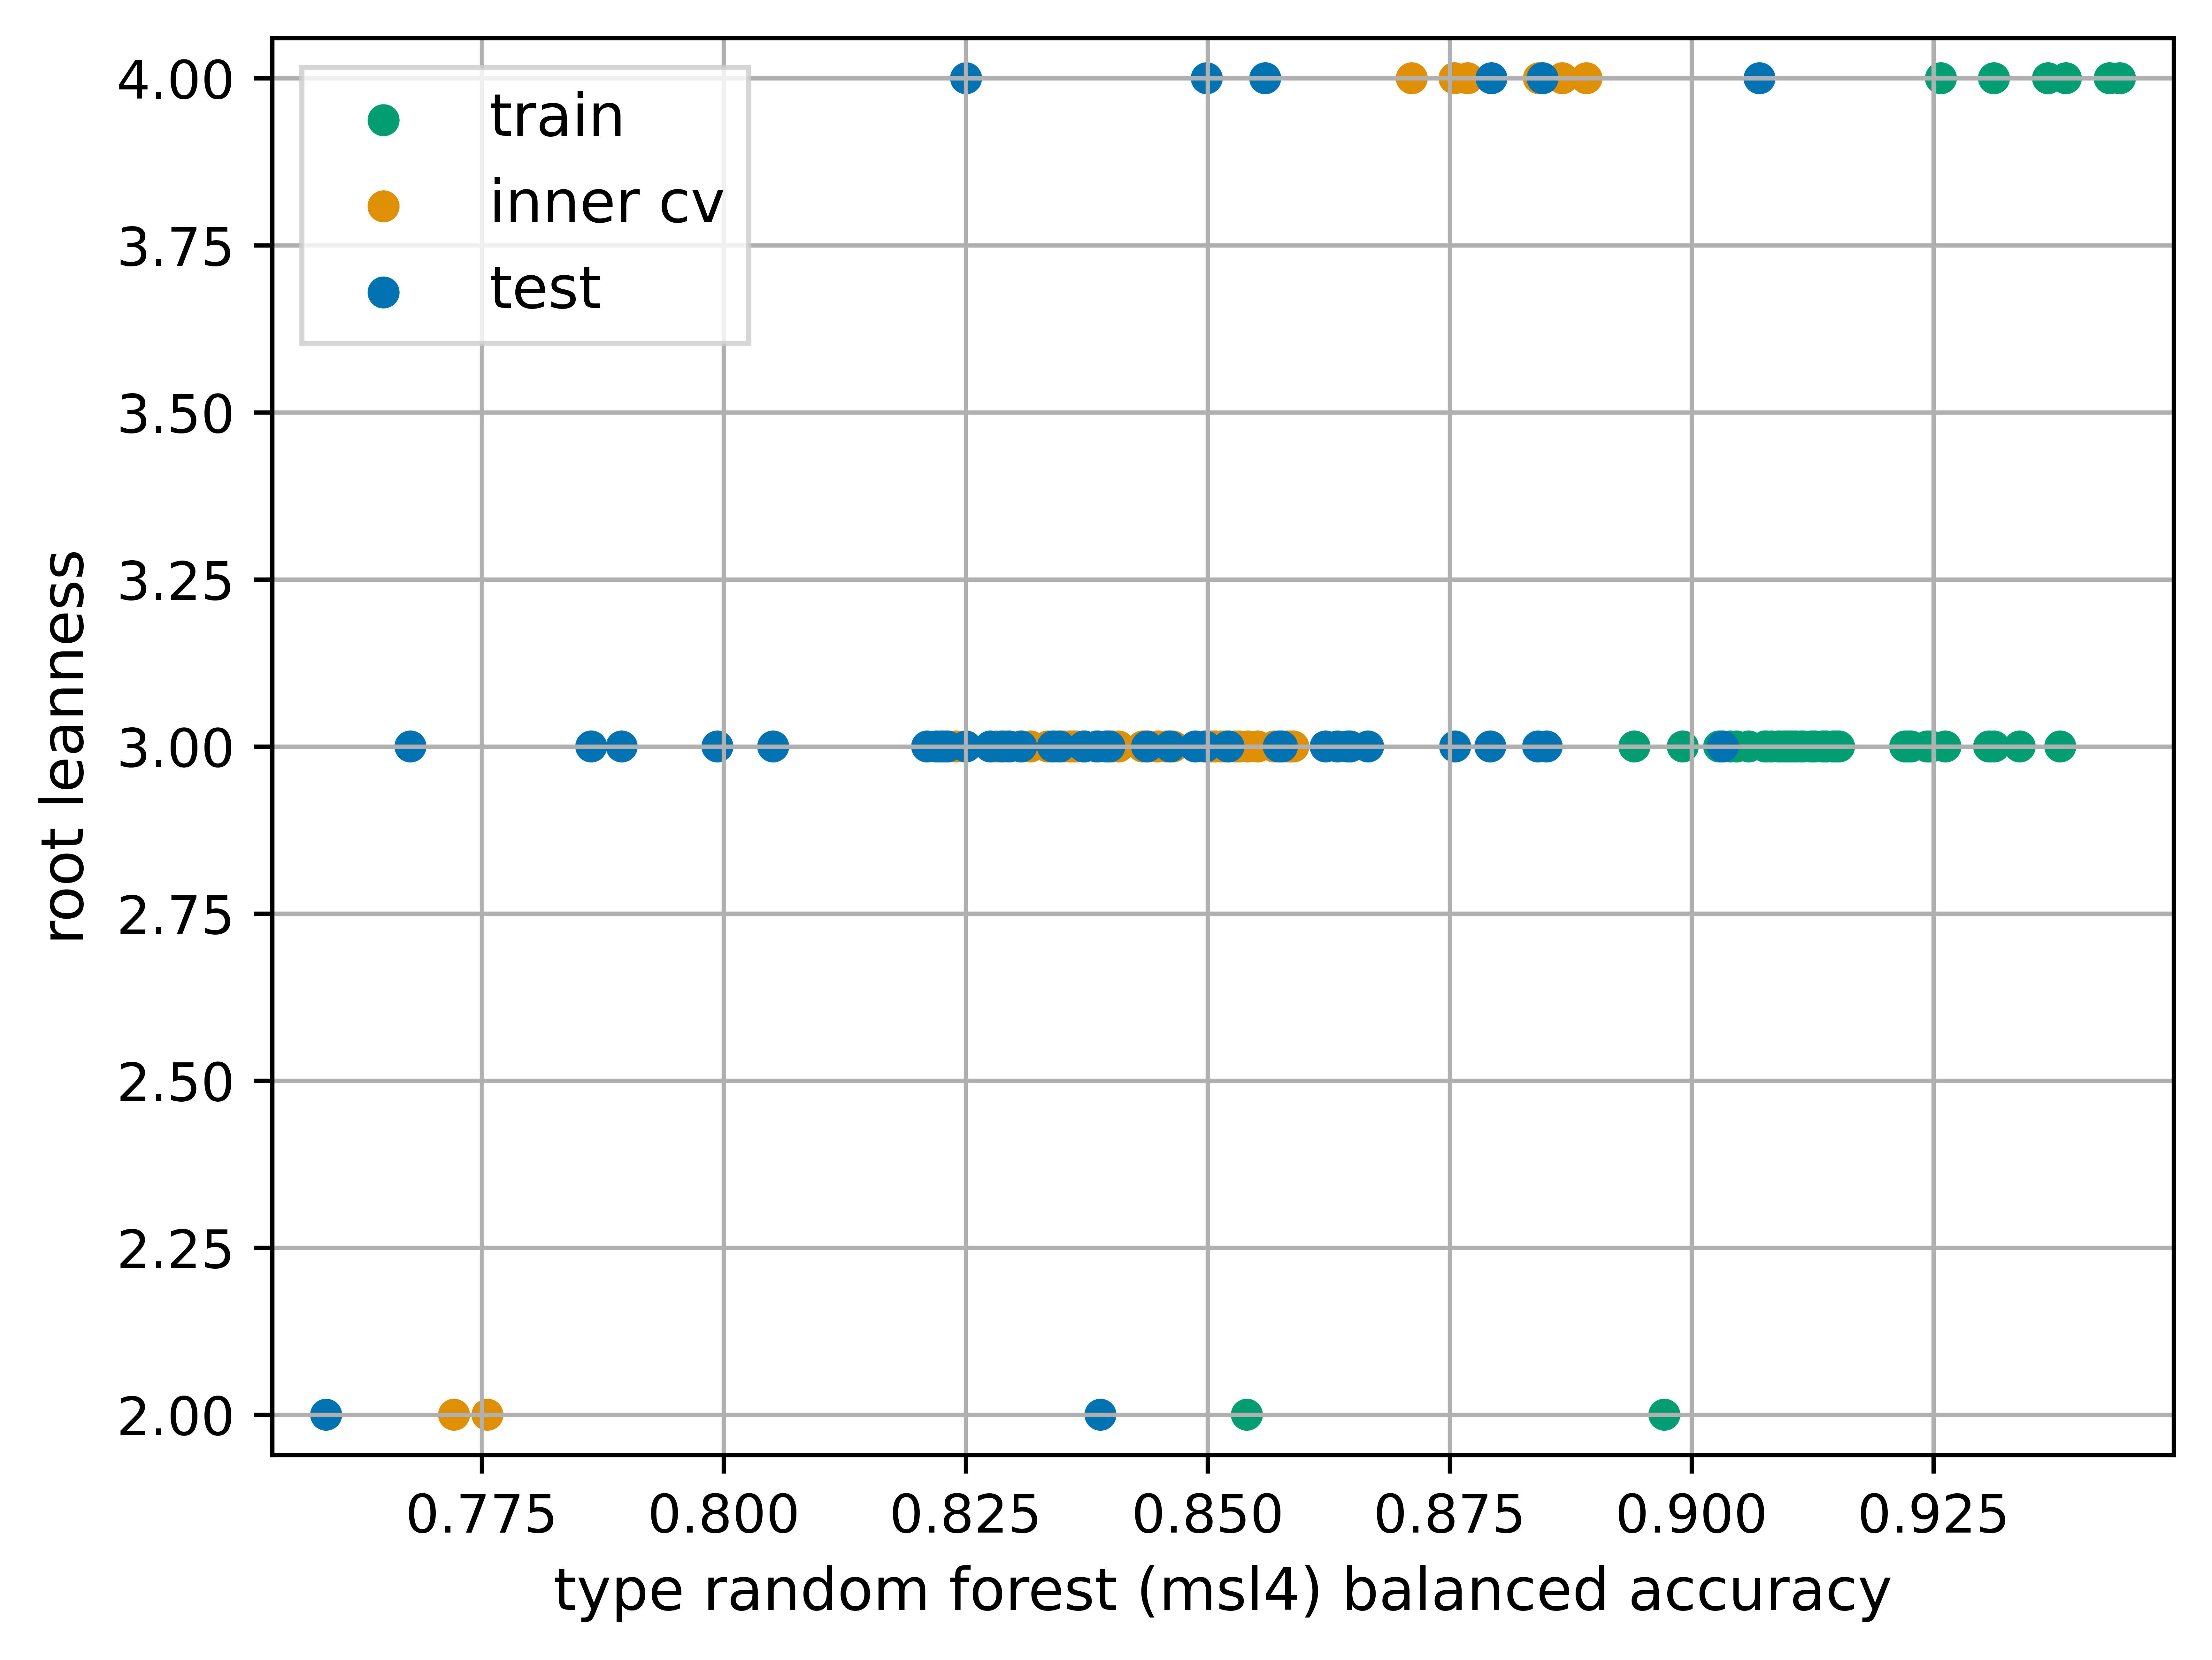 train
inner cv
test
4.00
3.75
3.50
3.25
3.00
2.75
2.50
2.25
2.00
root leanness
0.775 0.800 0.825 0.850 0.875 0.900 0.925
type random forest (msl4) balanced accuracy